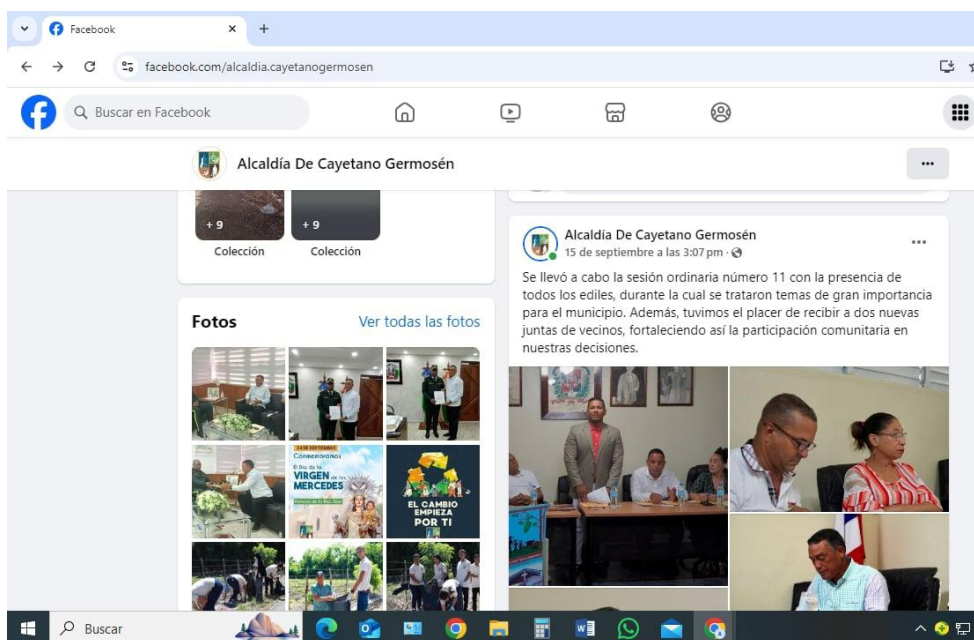 Facebook
facebook.com/alcaldia.cayetanogermosen
Buscar en Facebook
Alcaldía De Cayetano Germosén
+ 9
+ 9
Colección
Colección
Fotos
Ver todas las fotos
24 DE SEPTIEMBRE
Conmemoramos
El Día de la
VIRGEN de las
MERCEDES
EL CAMBIO
EMPIEZA
POR TI
Alcaldía De Cayetano Germosén
15 de septiembre a las 3:07 pm ·
Se llevó a cabo la sesión ordinaria número 11 con la presencia de
todos los ediles, durante la cual se trataron temas de gran importancia
para el municipio. Además, tuvimos el placer de recibir a dos nuevas
juntas de vecinos, fortaleciendo así la participación comunitaria en
nuestras decisiones.
Buscar